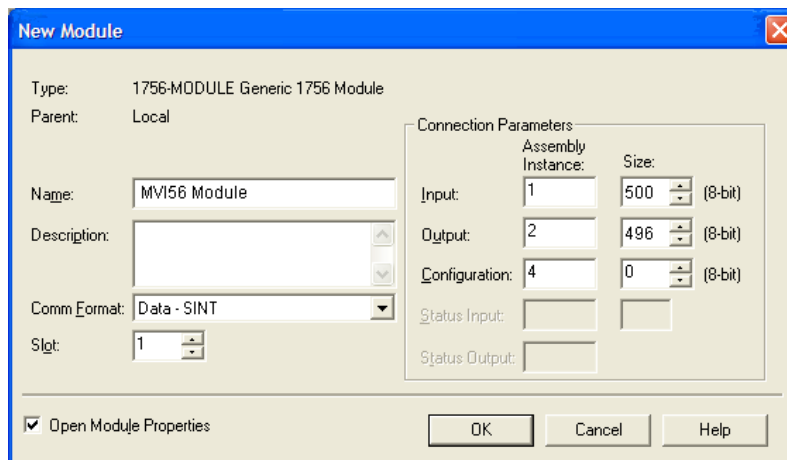 New Module
Type: 1756-MODULE Generic 1756 Module
Parent: Local
Name: MVI56 Module
Description:
Comm Format: Data - SINT
Slot: 1
Connection Parameters
Assembly Instance: Size:
Input: 1 500 (8-bit)
Output: 2 496 (8-bit)
Configuration: 4 0 (8-bit)
Status Input:
Status Output:
Open Module Properties
OK Cancel Help